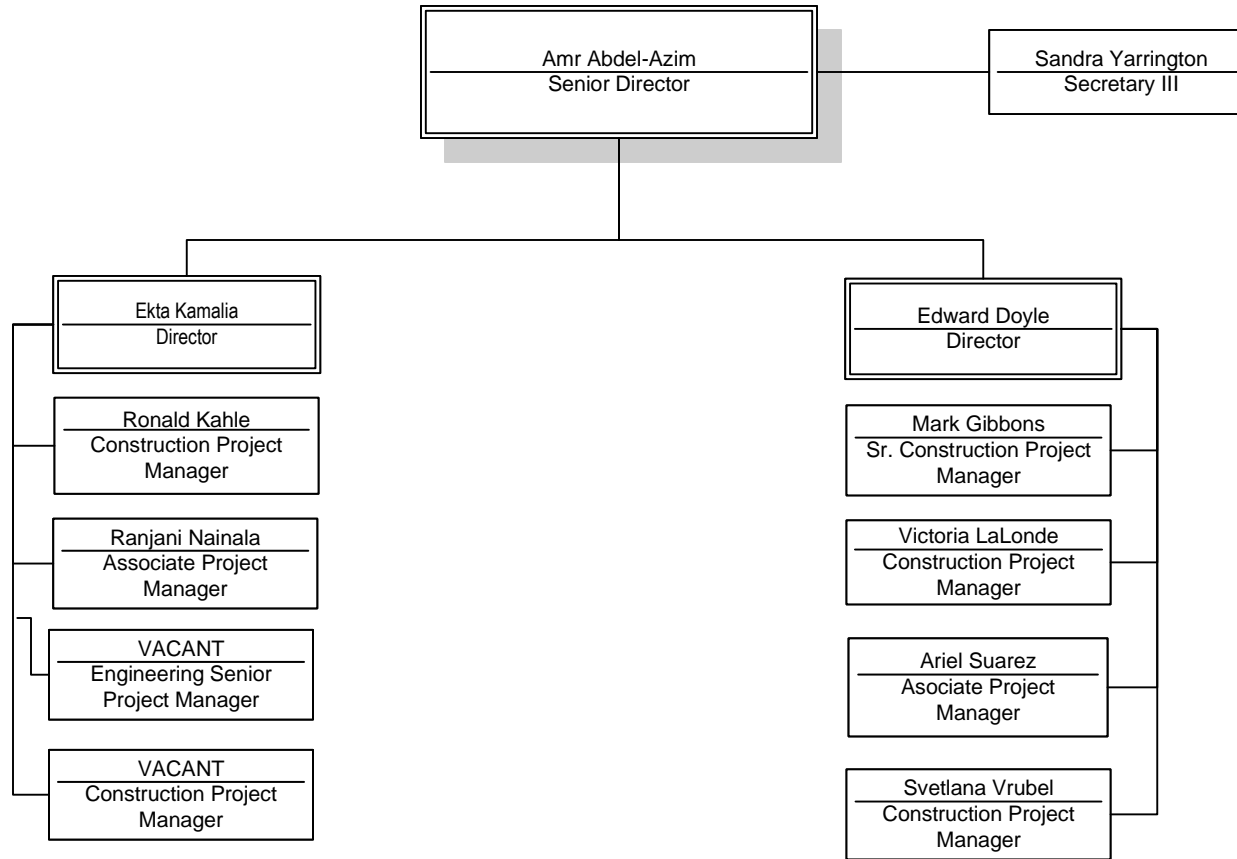 Amr Abdel-Azim
Senior Director
Sandra Yarrington
Secretary III
Ekta Kamalia
Director
Ronald Kahle
Construction Project
Manager
Ranjani Nainala
Associate Project
Manager
VACANT
Engineering Senior
Project Manager
VACANT
Construction Project
Manager
Edward Doyle
Director
Mark Gibbons
Sr. Construction Project
Manager
Victoria LaLonde
Construction Project
Manager
Ariel Suarez
Asociate Project
Manager
Svetlana Vrubel
Construction Project
Manager